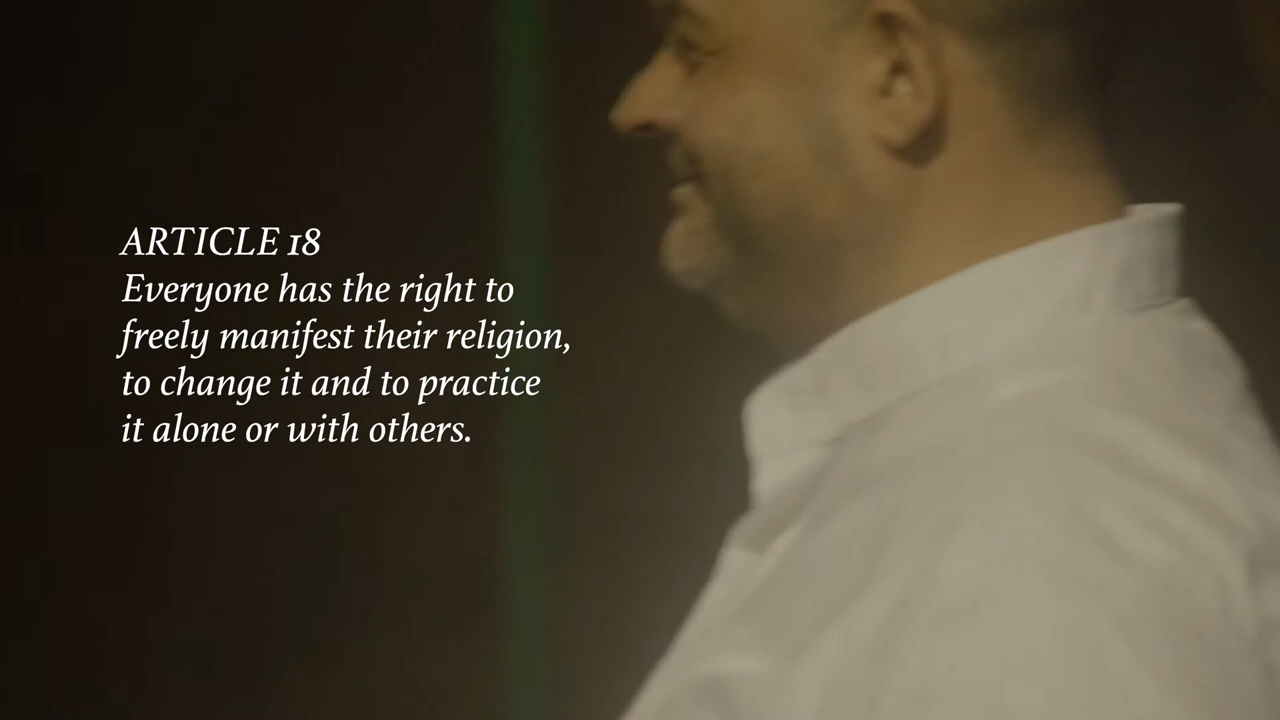 ARTICLE 18
Everyone has the right to
freely manifest their religion,
to change it and to practice
it alone or with others.